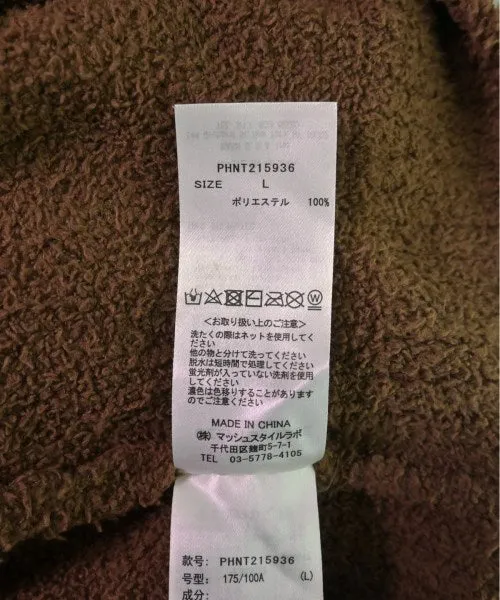 PHNT215936
SIZE L
ポリエステル 100%
<お取り扱い上のご注意>
洗たくの際はネットを使用してく
ださい
他の物と分けて洗ってください
脱水は短時間で処理してください
蛍光剤が入っていない洗剤を使用
してください
濃色は色移りすることがあります
のでご注意ください
MADE IN CHINA
㈱マッシュスタイルラボ
千代田区麹町5-7-1
TEL 03-5778-4105
款号: PHNT215936
号型: 175/100A (L)
成分: